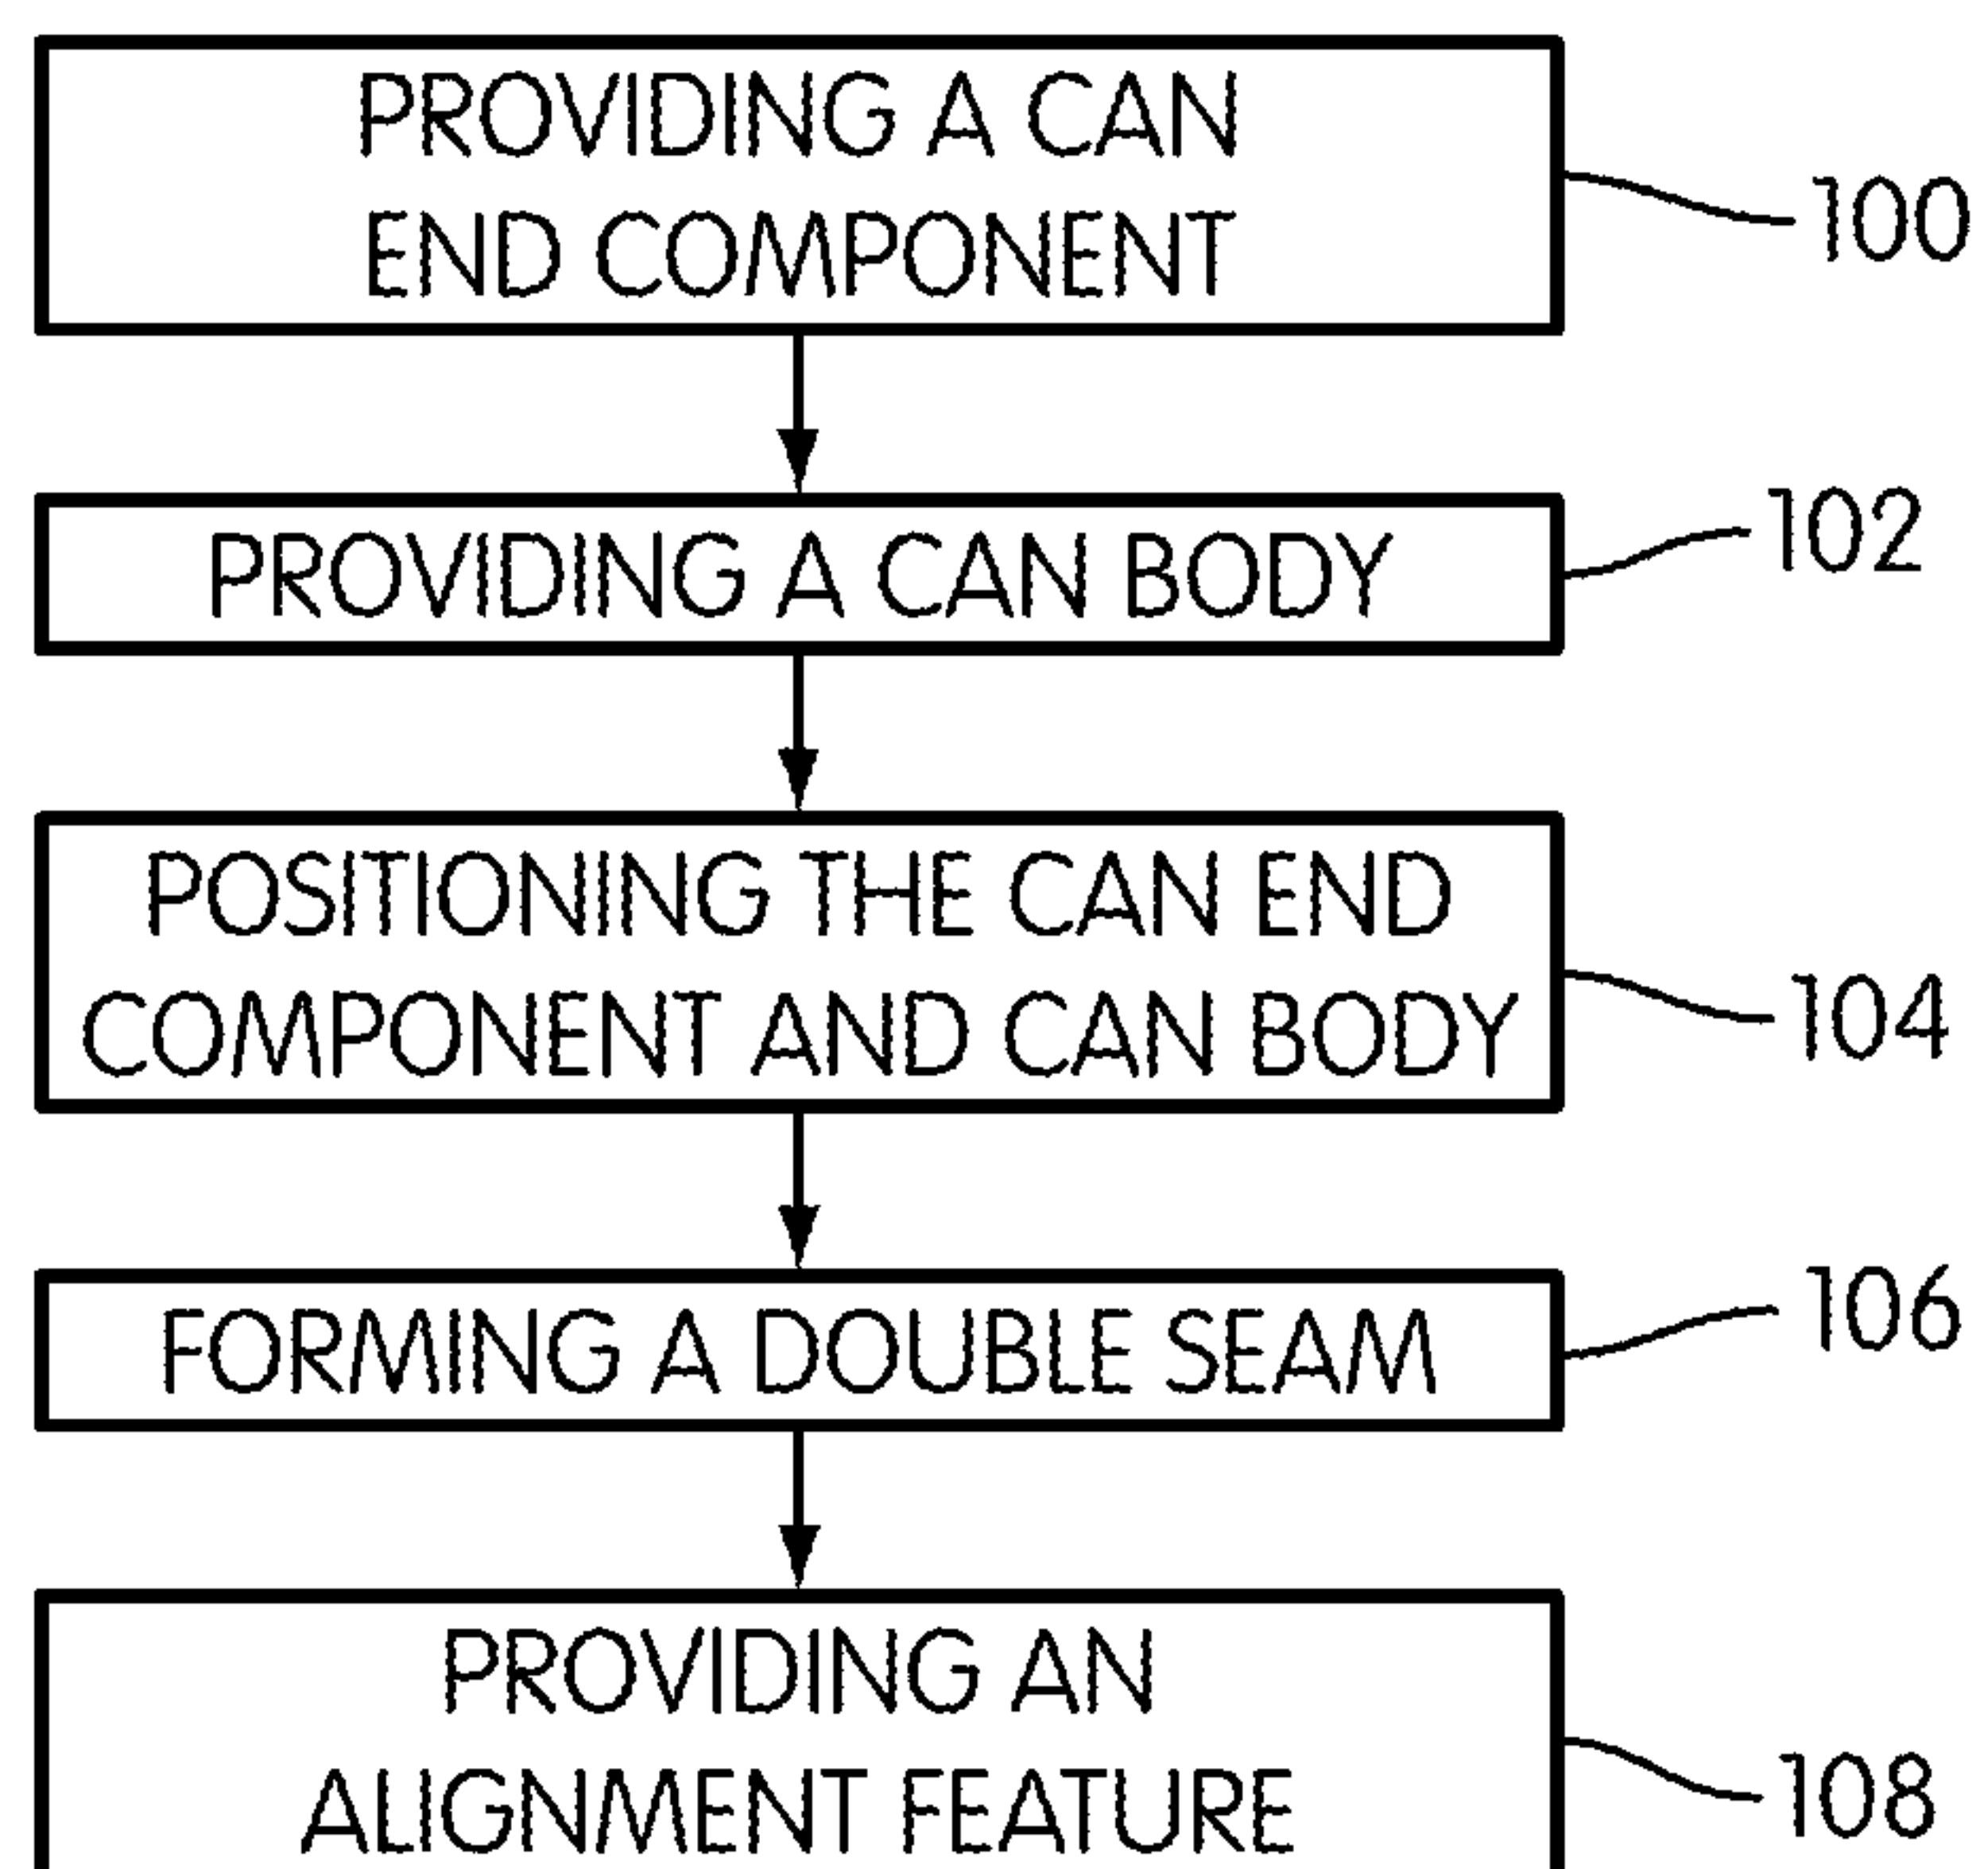 PROVIDING A CAN
END COMPONENT
100
PROVIDING A CAN BODY
102
POSITIONING THE CAN END
COMPONENT AND CAN BODY
104
FORMING A DOUBLE SEAM
106
PROVIDING AN
ALIGNMENT FEATURE
108